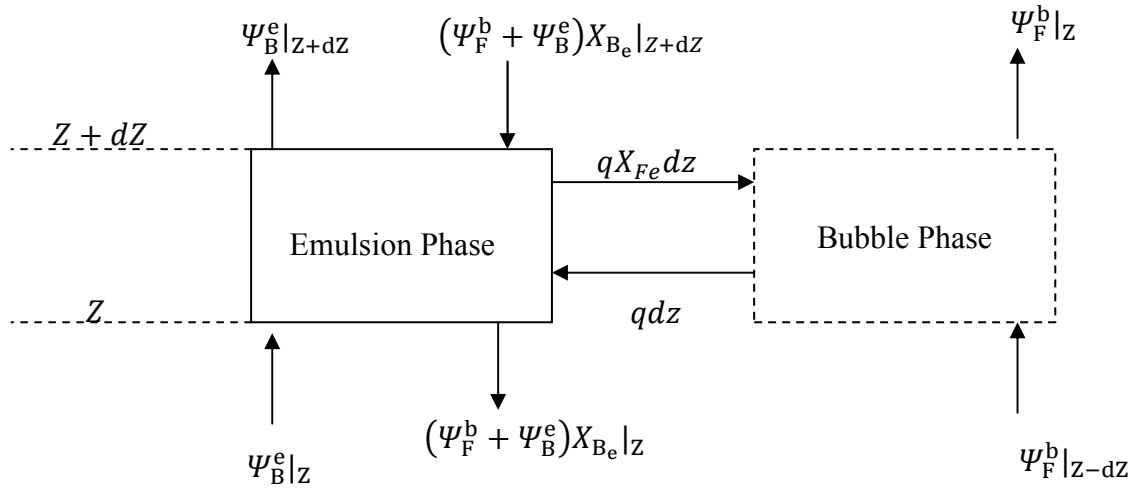 Ψ_B^e|_{Z+dZ}
(Ψ_F^b + Ψ_B^e)X_{B_e}|_{Z+dZ}
Ψ_F^b|_Z
Z + dZ
qX_{Fe}dz
Emulsion Phase
Bubble Phase
Z
qdz
Ψ_B^e|_Z
(Ψ_F^b + Ψ_B^e)X_{B_e}|_Z
Ψ_F^b|_{Z−dZ}